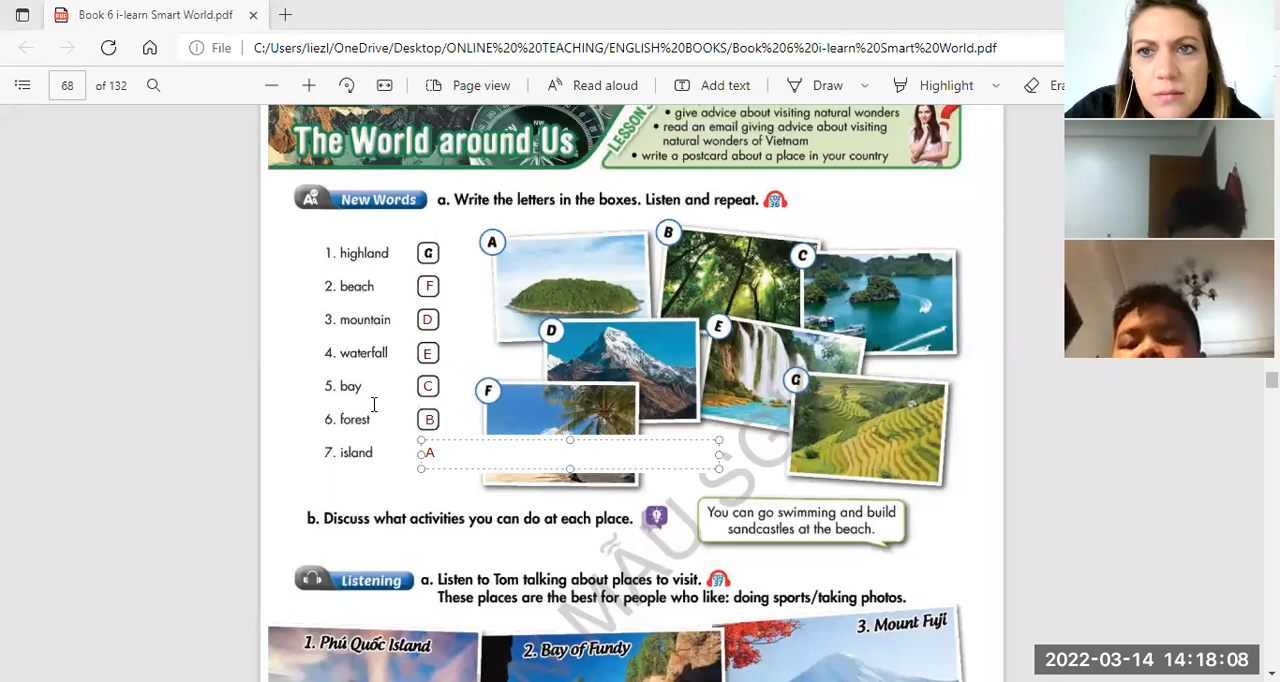 Book 6 i-learn Smart World.pdf
File C:/Users/liezl/OneDrive/Desktop/ONLINE%20%20TEACHING/ENGLISH%20BOOKS/Book%206%20i-learn%20Smart%20World.pdf
68 of 132 Page view Read aloud Add text Draw Highlight Era
The World around Us
LESSON
• give advice about visiting natural wonders
• read an email giving advice about visiting
natural wonders of Vietnam
• write a postcard about a place in your country
New Words a. Write the letters in the boxes. Listen and repeat.
1. highland G
2. beach F
3. mountain D
4. waterfall E
5. bay C
6. forest B
7. island A
A
B
C
D
E
F
G
b. Discuss what activities you can do at each place.
You can go swimming and build
sandcastles at the beach.
MẪU SG
Listening a. Listen to Tom talking about places to visit.
These places are the best for people who like: doing sports/taking photos.
1. Phú Quốc Island
2. Bay of Fundy
3. Mount Fuji
2022-03-14 14:18:08